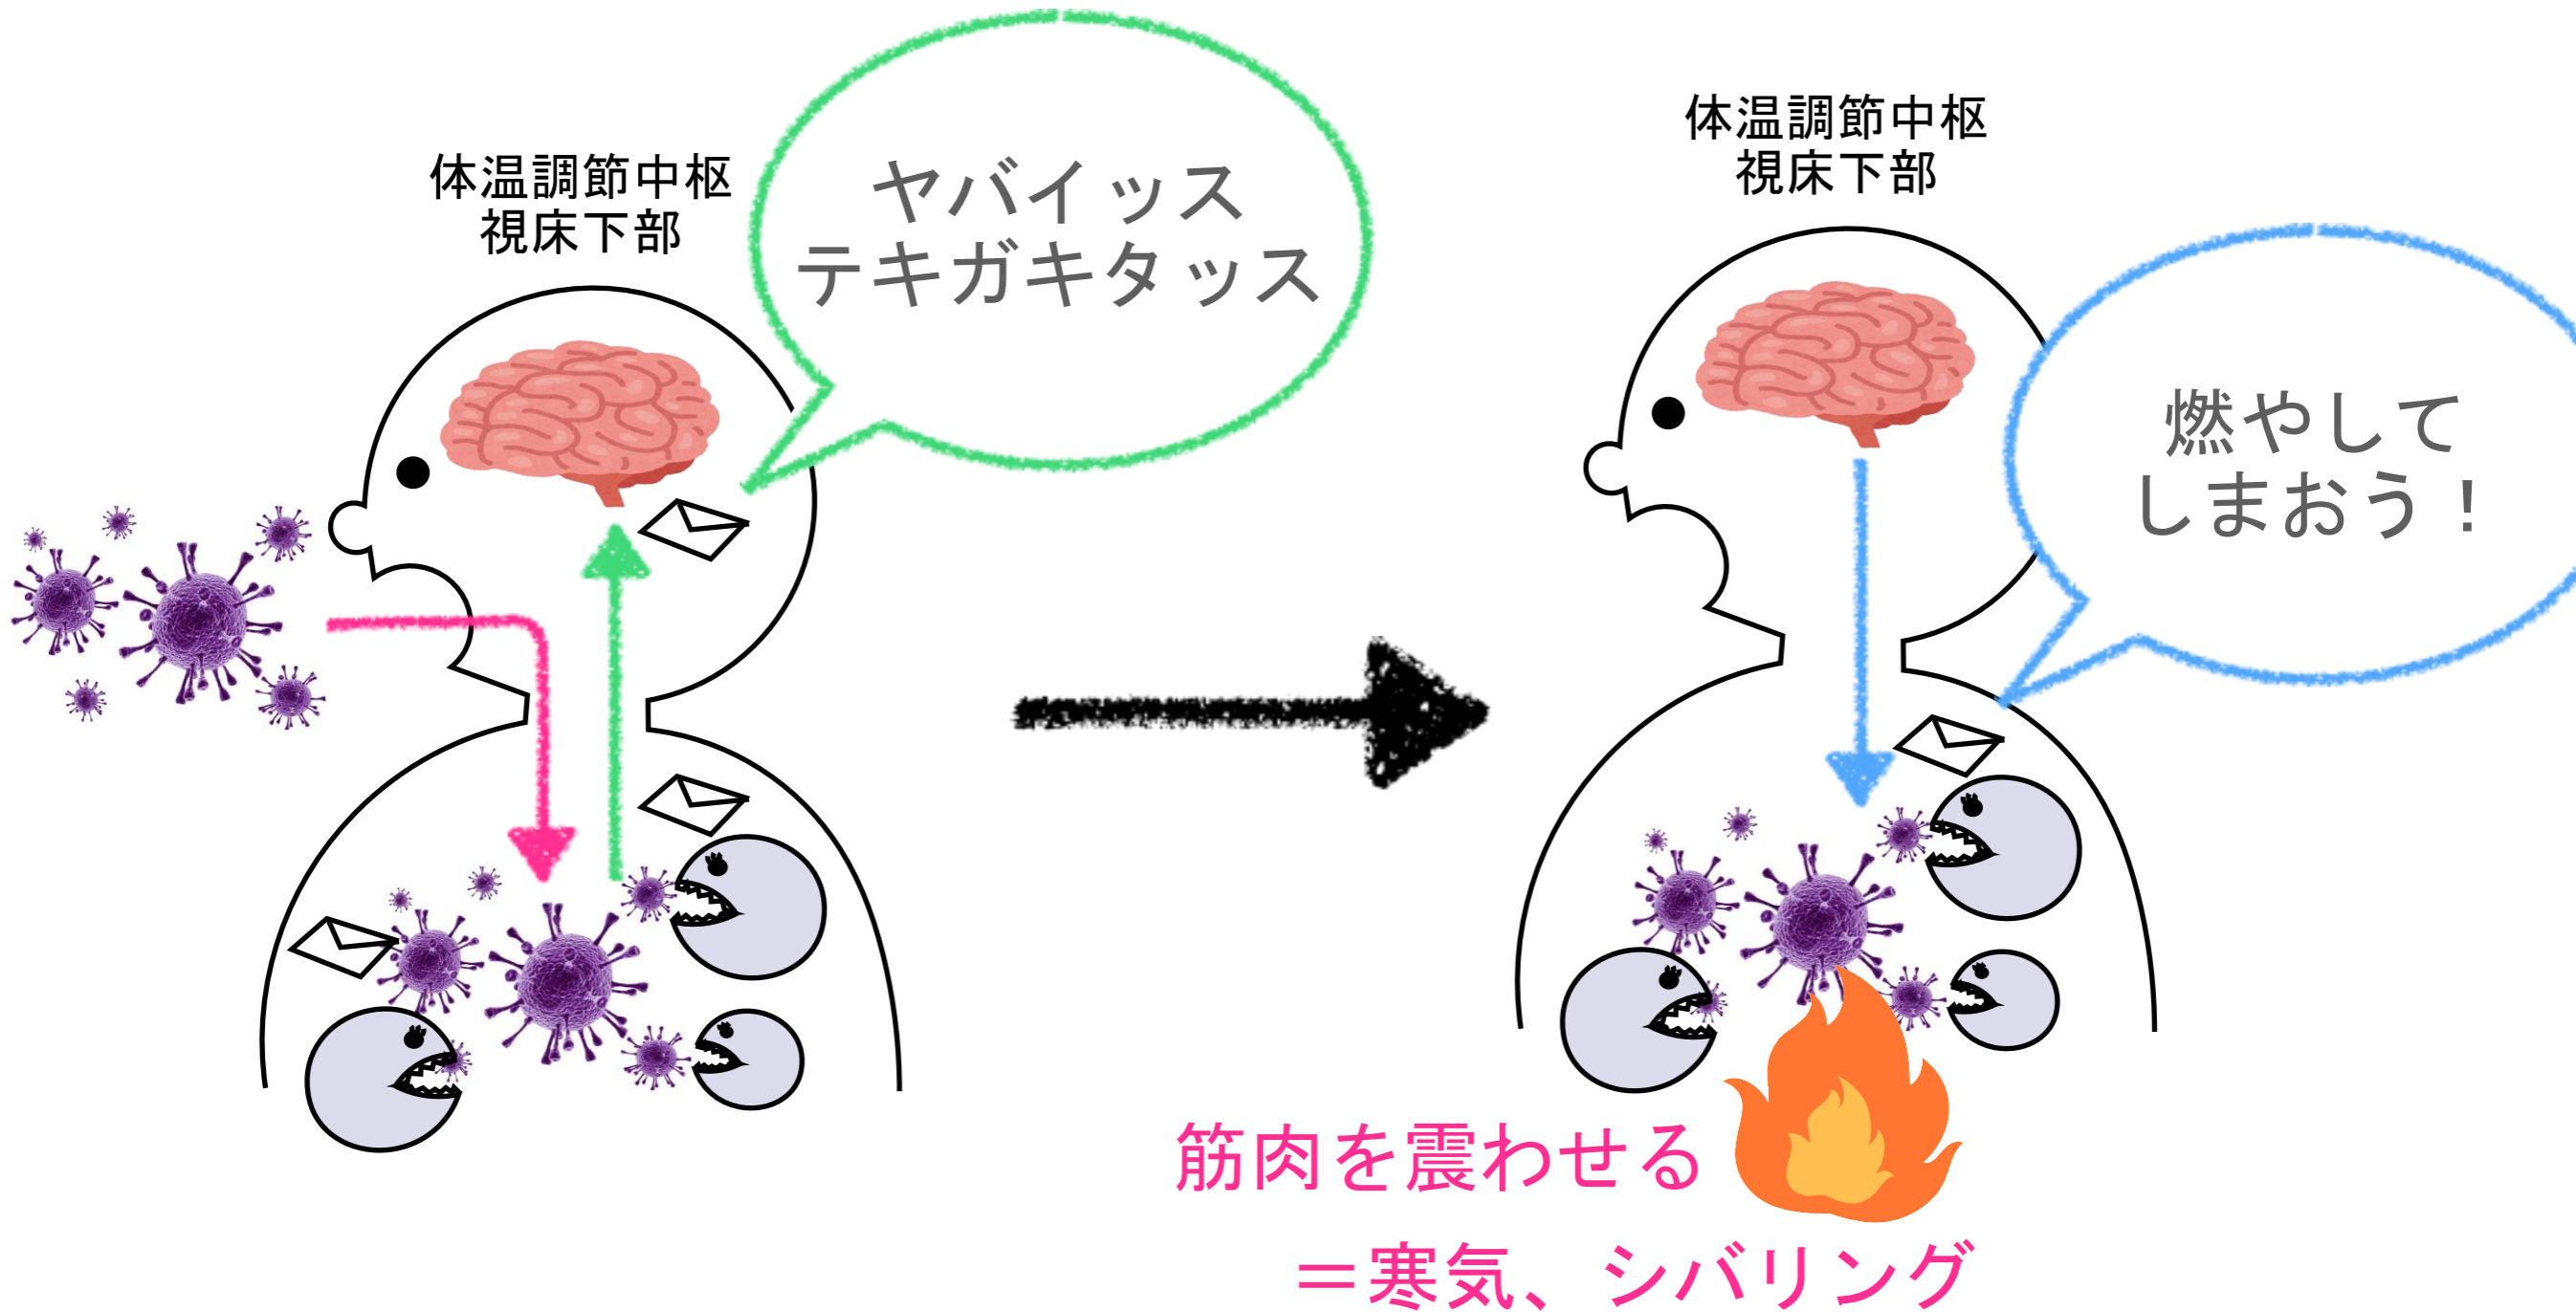 体温調節中枢
視床下部
ヤバイッス
テキガキタッス
体温調節中枢
視床下部
燃やして
しまおう!
筋肉を震わせる
=寒気、シバリング